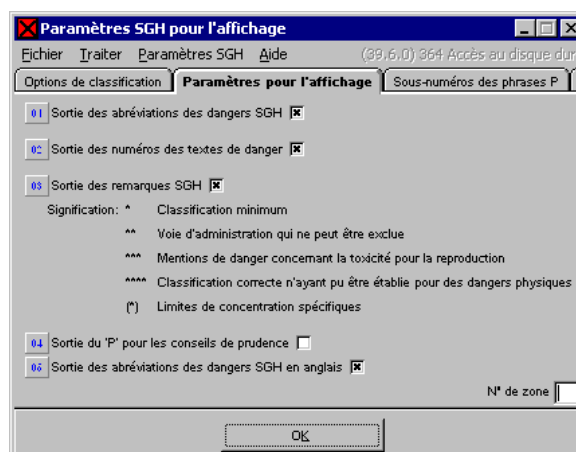 Paramètres SGH pour l'affichage
Fichier Traiter Paramètres SGH Aide (39.6.0) 364 Accès au disque dur
Options de classification Paramètres pour l'affichage Sous-numéros des phrases P
01 Sortie des abréviations des dangers SGH
02 Sortie des numéros des textes de danger
03 Sortie des remarques SGH
Signification: * Classification minimum
** Voie d'administration qui ne peut être exclue
*** Mentions de danger concernant la toxicité pour la reproduction
**** Classification correcte n'ayant pu être établie pour des dangers physiques
(*) Limites de concentration spécifiques
04 Sortie du 'P' pour les conseils de prudence
05 Sortie des abréviations des dangers SGH en anglais
N° de zone
OK